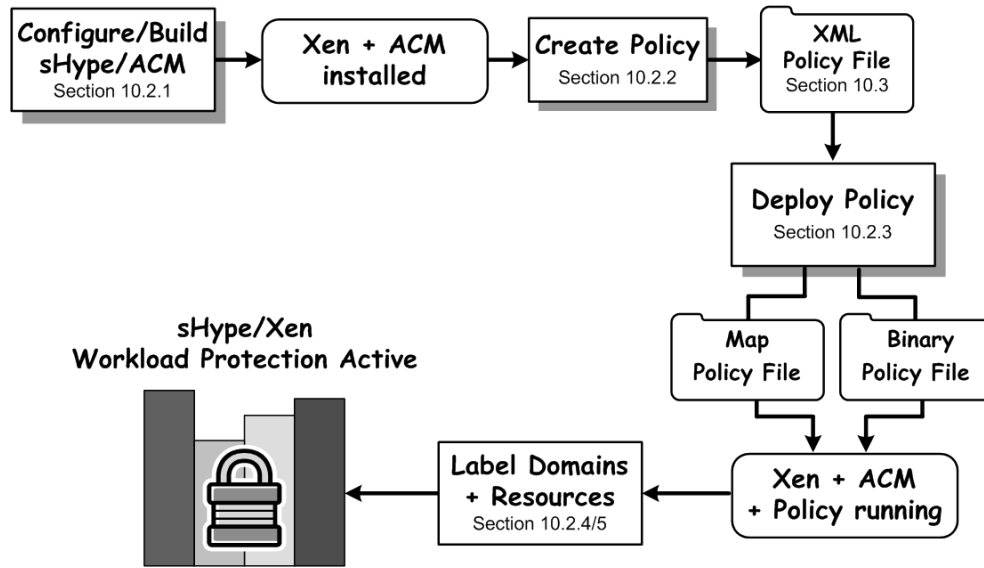 Configure/Build
sHype/ACM
Section 10.2.1
Xen + ACM
installed
Create Policy
Section 10.2.2
XML
Policy File
Section 10.3
Deploy Policy
Section 10.2.3
Map
Policy File
Binary
Policy File
Xen + ACM
+ Policy running
Label Domains
+ Resources
Section 10.2.4/5
sHype/Xen
Workload Protection Active